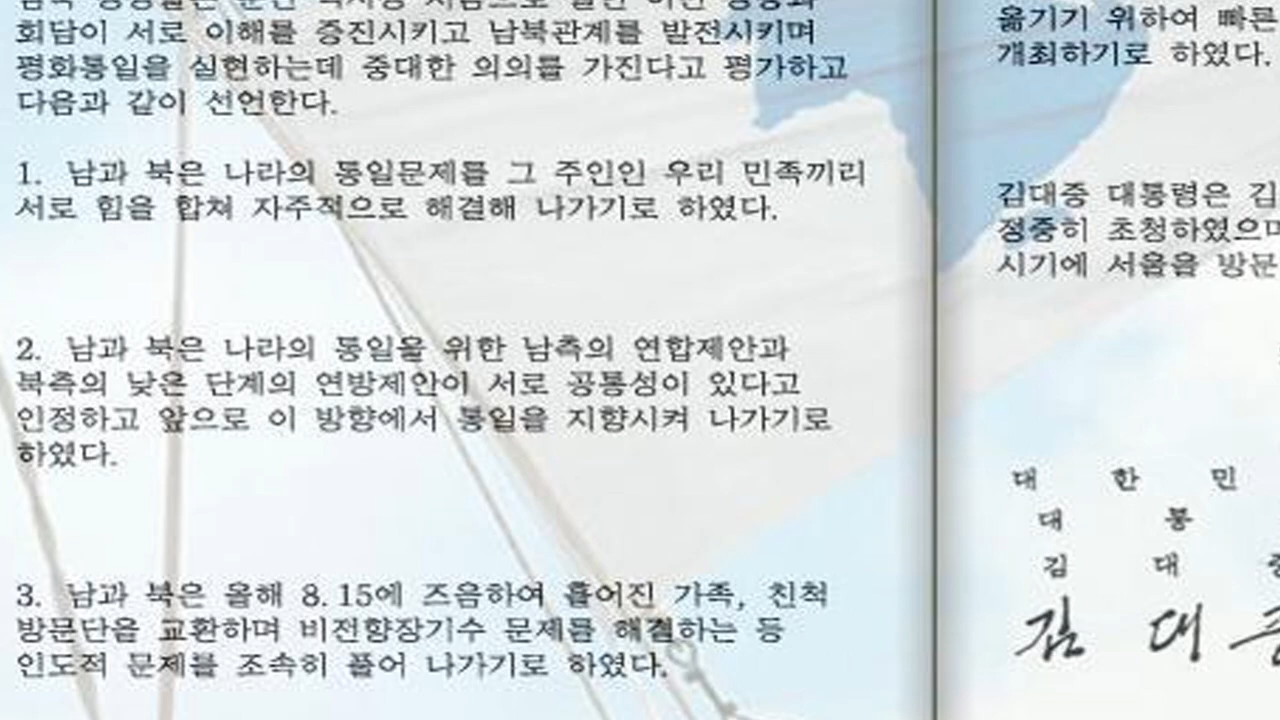 회담이 서로 이해를 증진시키고 남북관계를 발전시키며
평화통일을 실현하는데 중대한 의의를 가진다고 평가하고
다음과 같이 선언한다.
1. 남과 북은 나라의 통일문제를 그 주인인 우리 민족끼리
서로 힘을 합쳐 자주적으로 해결해 나가기로 하였다.
2. 남과 북은 나라의 통일을 위한 남측의 연합제안과
북측의 낮은 단계의 연방제안이 서로 공통성이 있다고
인정하고 앞으로 이 방향에서 통일을 지향시켜 나가기로
하였다.
3. 남과 북은 올해 8.15에 즈음하여 흩어진 가족, 친척
방문단을 교환하며 비전향장기수 문제를 해결하는 등
인도적 문제를 조속히 풀어 나가기로 하였다.
옮기기 위하여 빠른
개최하기로 하였다.
김대중 대통령은 김
정중히 초청하였으며
시기에 서울을 방문
대 한 민
대 통
김 대 중
김 대 중